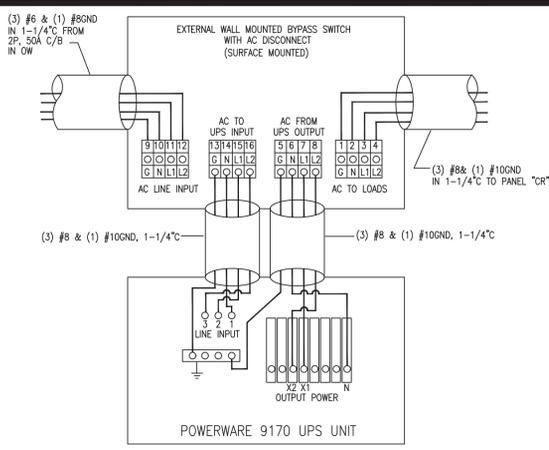 (3) #6 & (1) #8GND
IN 1-1/4"C FROM
2P, 50A C/B
IN OW
EXTERNAL WALL MOUNTED BYPASS SWITCH
WITH AC DISCONNECT
(SURFACE MOUNTED)
AC TO
UPS INPUT
AC FROM
UPS OUTPUT
9 10 11 12
13 14 15 16
5 6 7 8
1 2 3 4
G N L1 L2
G N L1 L2
G N L1 L2
G N L1 L2
AC LINE INPUT
AC TO LOADS
(3) #8& (1) #10GND
IN 1-1/4"C TO PANEL "CR"
(3) #8 & (1) #10GND, 1-1/4"C
(3) #8 & (1) #10GND, 1-1/4"C
3 2 1
LINE INPUT
X2 X1 N
OUTPUT POWER
POWERWARE 9170 UPS UNIT